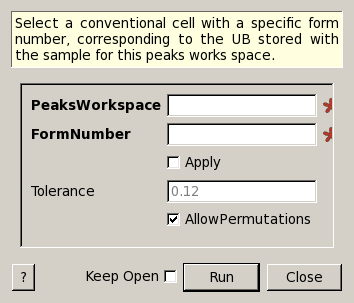 Select a conventional cell with a specific form
number, corresponding to the UB stored with
the sample for this peaks works space.
PeaksWorkspace
FormNumber
Apply
Tolerance 0.12
AllowPermutations
? Keep Open Run Close